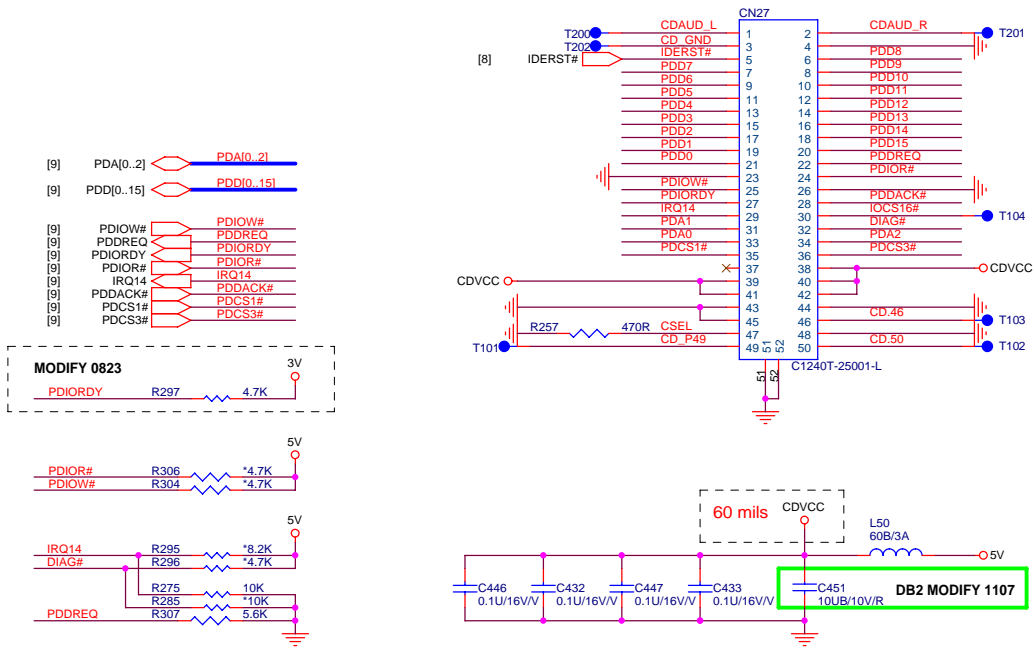 CN27
CDAUD_L
1
2
CDAUD_R
T200
T201
CD_GND
3
4
T202
[8]
IDERST#
IDERST#
5
6
PDD8
PDD7
7
8
PDD9
PDD6
9
10
PDD10
PDD5
11
12
PDD11
PDD4
13
14
PDD12
PDD3
15
16
PDD13
PDD2
17
18
PDD14
PDD1
19
20
PDD15
PDD0
21
22
PDDREQ
23
24
PDIOR#
PDIOW#
25
26
PDIORDY
27
28
PDDACK#
IRQ14
29
30
IOCS16#
T104
PDA1
31
32
DIAG#
PDA0
33
34
PDA2
PDCS1#
35
36
PDCS3#
37
38
CDVCC
CDVCC
39
40
41
42
43
44
45
46
CD.46
T103
R257
470R
CSEL
47
48
T101
CD_P49
49
50
CD.50
T102
51
52
51
52
C1240T-25001-L
[9] PDA[0..2] PDA[0..2]
[9] PDD[0..15] PDD[0..15]
[9] PDIOW# PDIOW#
[9] PDDREQ PDDREQ
[9] PDIORDY PDIORDY
[9] PDIOR# PDIOR#
[9] IRQ14 IRQ14
[9] PDDACK# PDDACK#
[9] PDCS1# PDCS1#
[9] PDCS3# PDCS3#
MODIFY 0823
3V
PDIORDY R297 4.7K
5V
PDIOR# R306 *4.7K
PDIOW# R304 *4.7K
5V
IRQ14 R295 *8.2K
DIAG# R296 *4.7K
R275 10K
R285 *10K
PDDREQ R307 5.6K
60 mils
CDVCC
L50
60B/3A
5V
C446
0.1U/16V/V
C432
0.1U/16V/V
C447
0.1U/16V/V
C433
0.1U/16V/V
C451
10UB/10V/R
DB2 MODIFY 1107